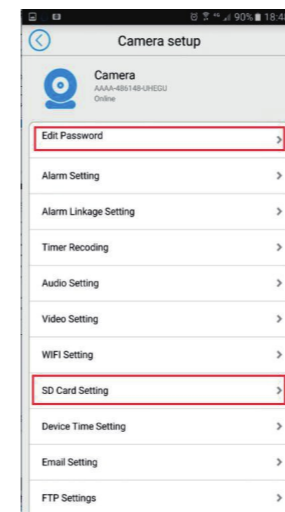 90% 18:48
Camera setup
Camera
AAAA-486148-UHEGU
Online
Edit Password
Alarm Setting
Alarm Linkage Setting
Timer Recoding
Audio Setting
Video Setting
WIFI Setting
SD Card Setting
Device Time Setting
Email Setting
FTP Settings